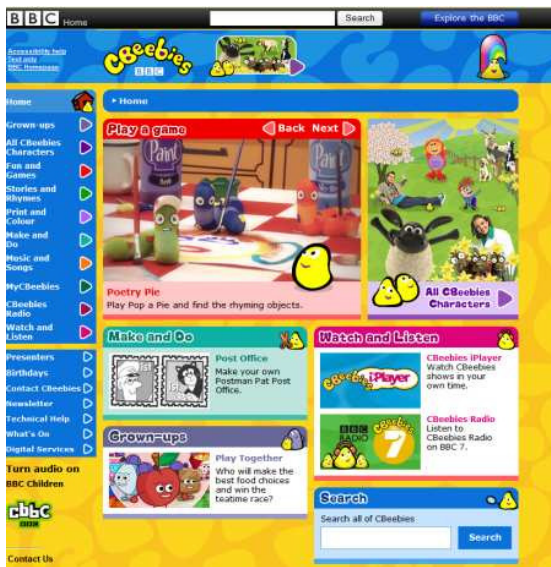 BBC Home
Search
Explore the BBC
Accessibility help
Text only
BBC Homepage
CBeebies
BBC
Home
Home
Grown-ups
All CBeebies
Characters
Fun and
Games
Stories and
Rhymes
Print and
Colour
Make and
Do
Music and
Songs
MyCBeebies
CBeebies
Radio
Watch and
Listen
Presenters
Birthdays
Contact CBeebies
Newsletter
Technical Help
What's On
Digital Services
Turn audio on
BBC Children
cbbc
Contact Us
Play a game
Back Next
Paint
Paint
Poetry Pie
Play Pop a Pie and find the rhyming objects.
All CBeebies
Characters
Make and Do
1st
1st
Post Office
Make your own
Postman Pat Post
Office.
Grown-ups
Play Together
Who will make the
best food choices
and win the
teatime race?
Watch and Listen
CBeebies iPlayer
CBeebies iPlayer
Watch CBeebies
shows in your
own time.
BBC
RADIO
CBeebies
7
CBeebies Radio
Listen to
CBeebies Radio
on BBC 7.
Search
Search all of CBeebies
Search